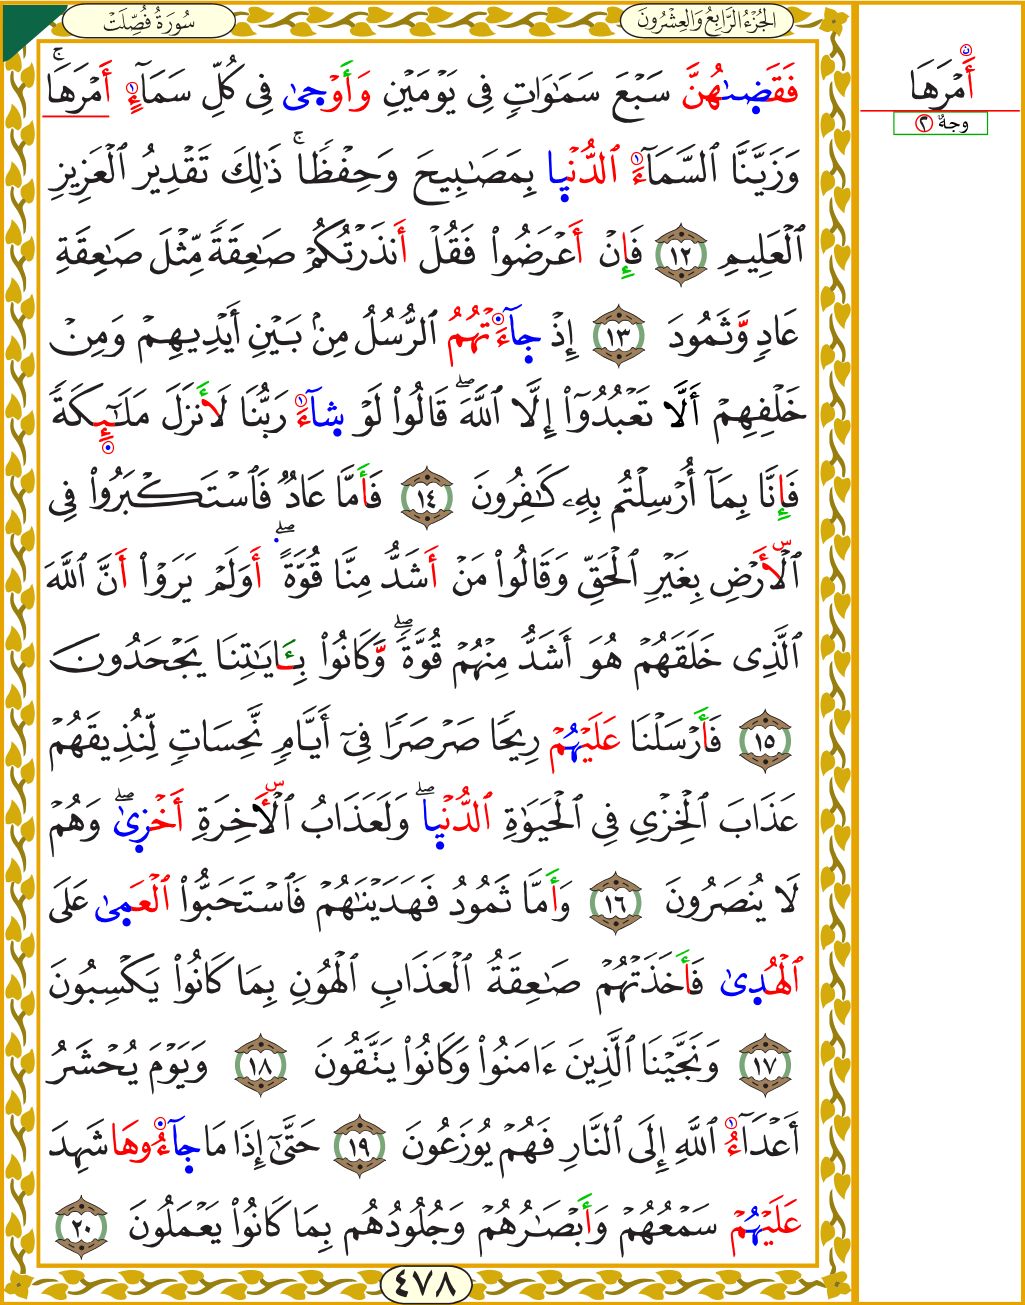 سُورَةُ فُصِّلَتْ
الجُزْءُ الرَّابِعُ وَالعِشْرُونَ
فَقَضَىٰهُنَّ سَبْعَ سَمَٰوَاتٍ فِى يَوْمَيْنِ وَأَوْحَىٰ فِى كُلِّ سَمَآءٍ أَمْرَهَاۚ
وَزَيَّنَّا ٱلسَّمَآءَ ٱلدُّنْيَا بِمَصَٰبِيحَ وَحِفْظًاۚ ذَٰلِكَ تَقْدِيرُ ٱلْعَزِيزِ
ٱلْعَلِيمِ ١٢ فَإِنْ أَعْرَضُوا۟ فَقُلْ أَنذَرْتُكُمْ صَٰعِقَةً مِّثْلَ صَٰعِقَةِ
عَادٍ وَّثَمُودَ ١٣ إِذْ جَآءَتْهُمُ ٱلرُّسُلُ مِنۢ بَيْنِ أَيْدِيهِمْ وَمِنْ
خَلْفِهِمْ أَلَّا تَعْبُدُوٓا۟ إِلَّا ٱللَّهَۖ قَالُوا۟ لَوْ شَآءَ رَبُّنَا لَأَنزَلَ مَلَٰٓئِكَةً
فَإِنَّا بِمَآ أُرْسِلْتُم بِهِۦ كَٰفِرُونَ ١٤ فَأَمَّا عَادٌ فَٱسْتَكْبَرُوا۟ فِى
ٱلْأَرْضِ بِغَيْرِ ٱلْحَقِّ وَقَالُوا۟ مَنْ أَشَدُّ مِنَّا قُوَّةًۖ أَوَلَمْ يَرَوْا۟ أَنَّ ٱللَّهَ
ٱلَّذِى خَلَقَهُمْ هُوَ أَشَدُّ مِنْهُمْ قُوَّةًۖ وَّكَانُوا۟ بِـَٔايَٰتِنَا يَجْحَدُونَ
١٥ فَأَرْسَلْنَا عَلَيْهُمْ رِيحًا صَرْصَرًا فِىٓ أَيَّامٍ نَّحِسَاتٍ لِّنُذِيقَهُمْ
عَذَابَ ٱلْخِزْىِ فِى ٱلْحَيَوٰةِ ٱلدُّنْيَاۖ وَلَعَذَابُ ٱلْأَخِرَةِ أَخْزَىٰۖ وَهُمْ
لَا يُنصَرُونَ ١٦ وَأَمَّا ثَمُودُ فَهَدَيْنَٰهُمْ فَٱسْتَحَبُّوا۟ ٱلْعَمَىٰ عَلَى
ٱلْهُدَىٰ فَأَخَذَتْهُمْ صَٰعِقَةُ ٱلْعَذَابِ ٱلْهُونِ بِمَا كَانُوا۟ يَكْسِبُونَ
١٧ وَنَجَّيْنَا ٱلَّذِينَ ءَامَنُوا۟ وَكَانُوا۟ يَتَّقُونَ ١٨ وَيَوْمَ يُحْشَرُ
أَعْدَآءُ ٱللَّهِ إِلَى ٱلنَّارِ فَهُمْ يُوزَعُونَ ١٩ حَتَّىٰٓ إِذَا مَا جَآءُوهَا شَهِدَ
عَلَيْهُمْ سَمْعُهُمْ وَأَبْصَٰرُهُمْ وَجُلُودُهُم بِمَا كَانُوا۟ يَعْمَلُونَ ٢٠
٤٧٨
أَمْرَهَا
وجهٌ ٢